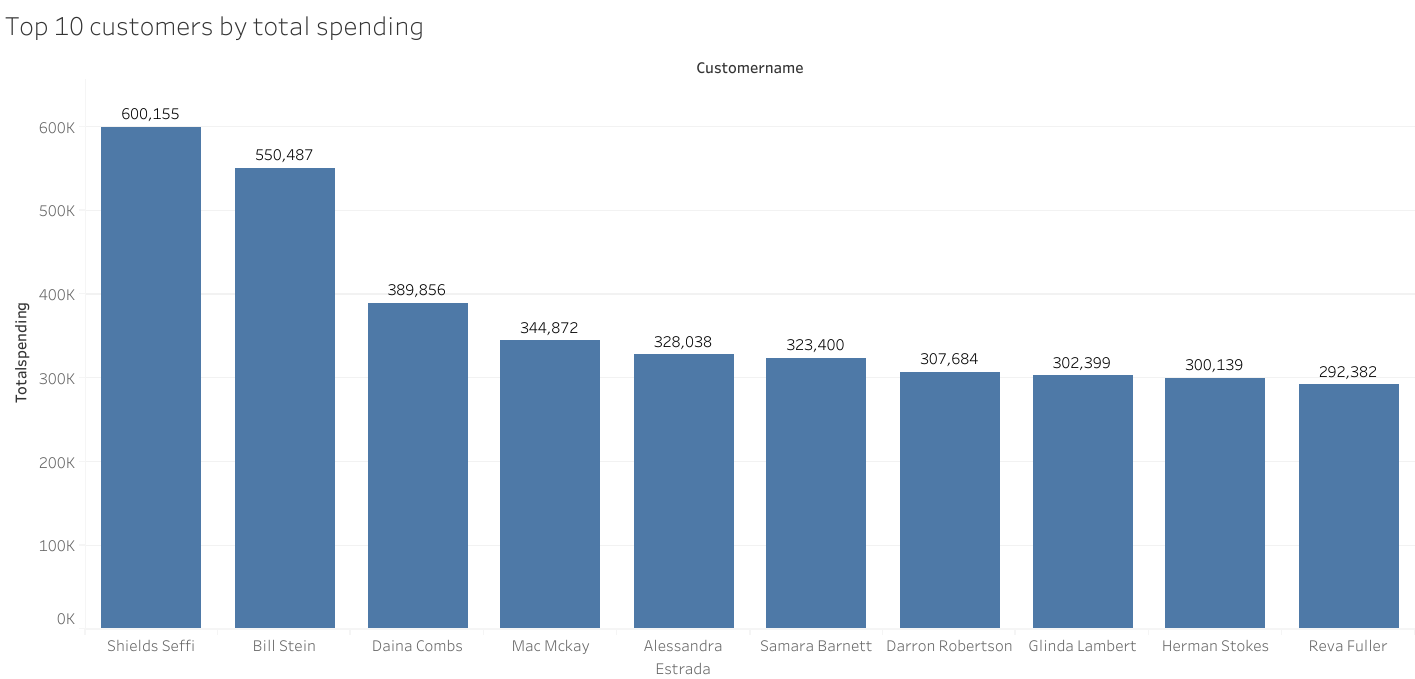 Top 10 customers by total spending
Customername
600,155
550,487
389,856
344,872
328,038
323,400
307,684
302,399
300,139
292,382
600K
500K
400K
300K
200K
100K
0K
Totalspending
Shields Seffi
Bill Stein
Daina Combs
Mac Mckay
Alessandra
Estrada
Samara Barnett
Darron Robertson
Glinda Lambert
Herman Stokes
Reva Fuller